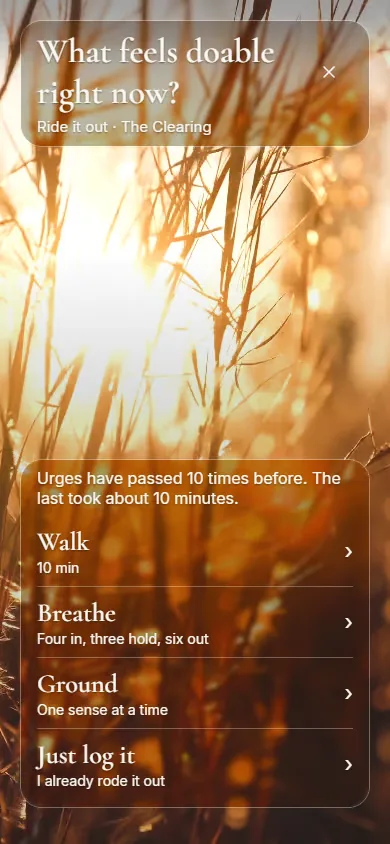 What feels doable
right now?
Ride it out · The Clearing
Urges have passed 10 times before. The
last took about 10 minutes.
Walk
10 min
Breathe
Four in, three hold, six out
Ground
One sense at a time
Just log it
I already rode it out